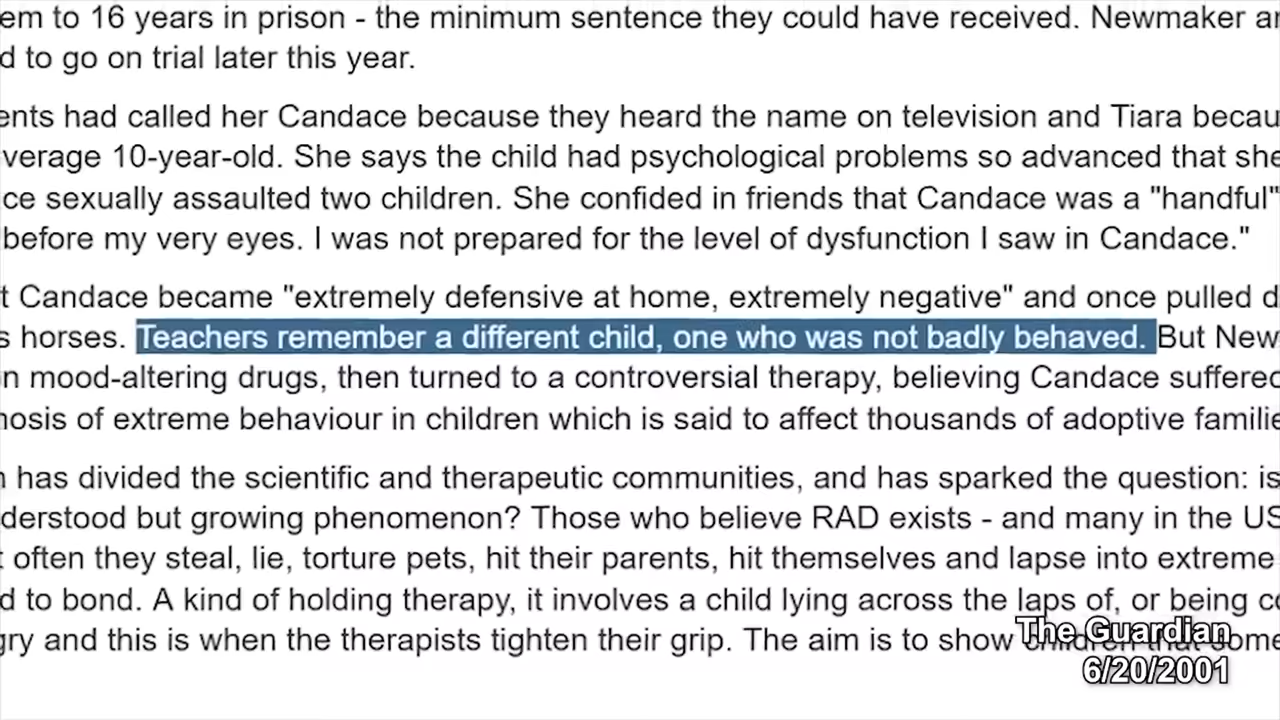 em to 16 years in prison - the minimum sentence they could have received. Newmaker ar
d to go on trial later this year.
ents had called her Candace because they heard the name on television and Tiara becau
verage 10-year-old. She says the child had psychological problems so advanced that she
ce sexually assaulted two children. She confided in friends that Candace was a "handful"
before my very eyes. I was not prepared for the level of dysfunction I saw in Candace."
t Candace became "extremely defensive at home, extremely negative" and once pulled d
s horses. Teachers remember a different child, one who was not badly behaved. But New
n mood-altering drugs, then turned to a controversial therapy, believing Candace suffered
nosis of extreme behaviour in children which is said to affect thousands of adoptive familie
n has divided the scientific and therapeutic communities, and has sparked the question: is
derstood but growing phenomenon? Those who believe RAD exists - and many in the US
t often they steal, lie, torture pets, hit their parents, hit themselves and lapse into extreme
d to bond. A kind of holding therapy, it involves a child lying across the laps of, or being co
gry and this is when the therapists tighten their grip. The aim is to show children that some
The Guardian
6/20/2001